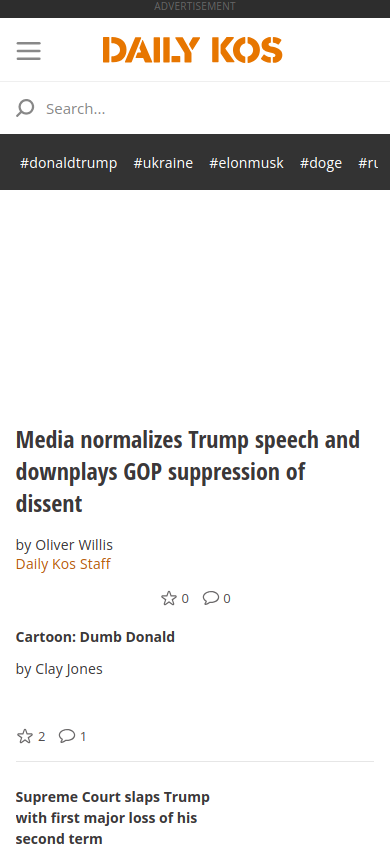 ADVERTISEMENT
DAILY KOS
Search...
#donaldtrump #ukraine #elonmusk #doge #ru
Media normalizes Trump speech and
downplays GOP suppression of
dissent
by Oliver Willis
Daily Kos Staff
0 0
Cartoon: Dumb Donald
by Clay Jones
2 1
Supreme Court slaps Trump
with first major loss of his
second term